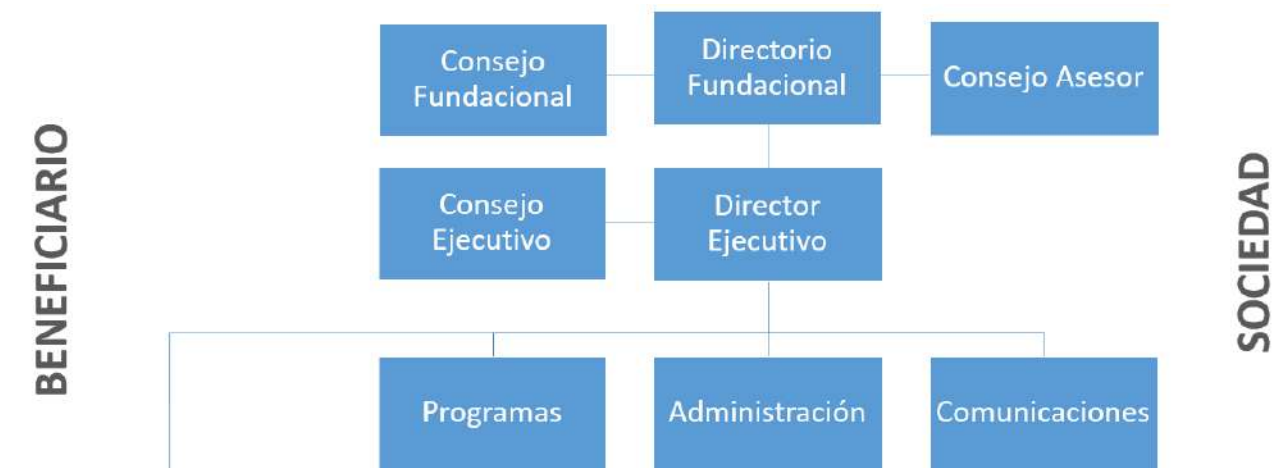 Consejo
Fundacional
Directorio
Fundacional
Consejo Asesor
Consejo
Ejecutivo
Director
Ejecutivo
Programas
Administración
Comunicaciones
BENEFICIARIO
SOCIEDAD